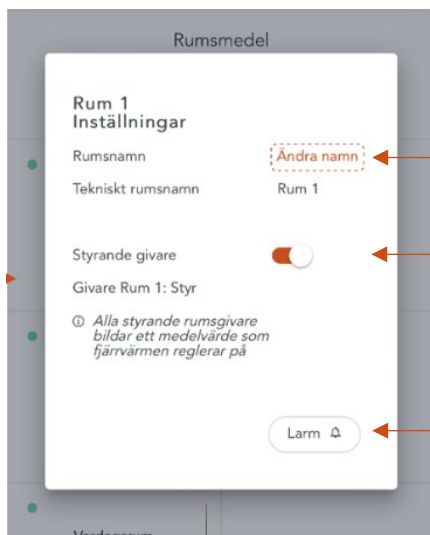 Rumsmedel
Rum 1
Inställningar
Rumsnamn
Ändra namn
Tekniskt rumsnamn
Rum 1
Styrande givare
Givare Rum 1: Styr
Alla styrande rumsgivare
bildar ett medelvärde som
fjärrvärmen reglerar på
Larm